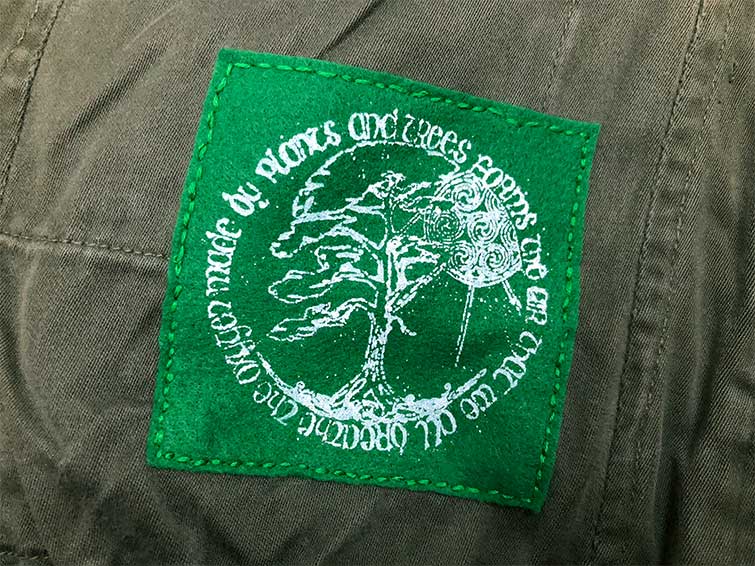 the oxygen made by plants and trees forms the air that we all breathe